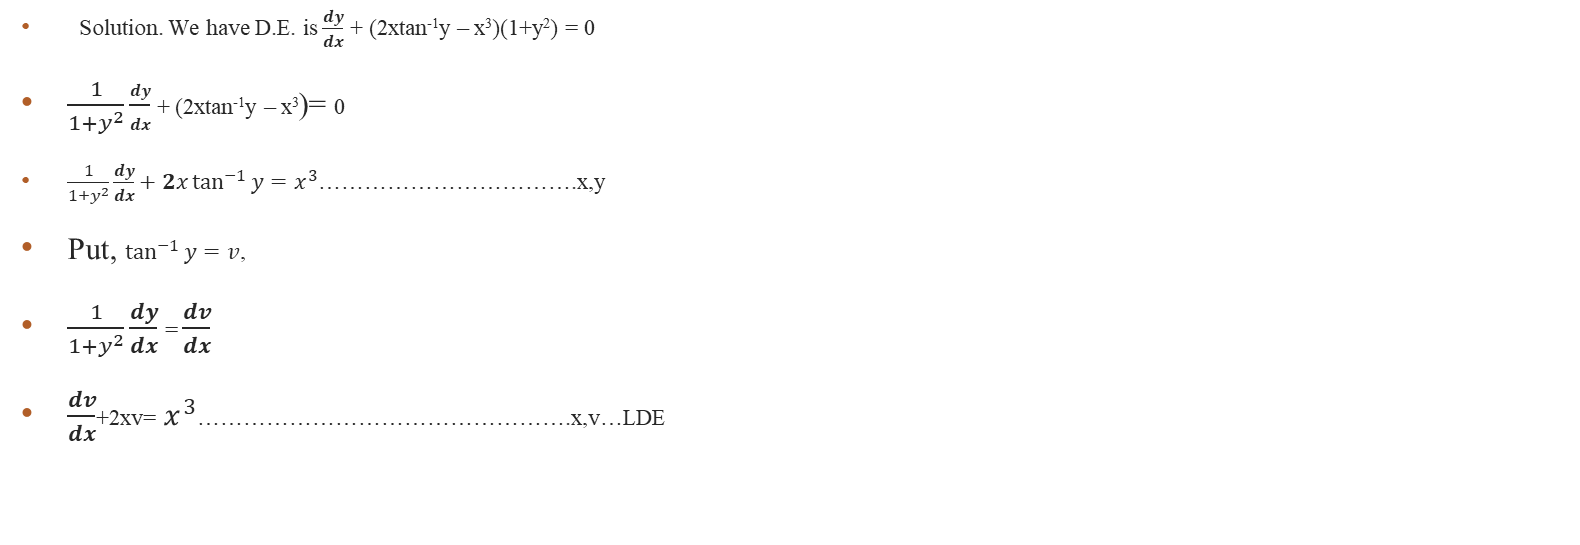 • Solution. We have D.E. is dy/dx + (2xtan⁻¹y – x³)(1+y²) = 0
• 1/(1+y²) dy/dx + (2xtan⁻¹y – x³)= 0
• 1/(1+y²) dy/dx + 2x tan⁻¹ y = x³……………………………..x,y
• Put, tan⁻¹ y = v,
• 1/(1+y²) dy/dx = dv/dx
• dv/dx+2xv= x³…………………………………………..x,v…LDE